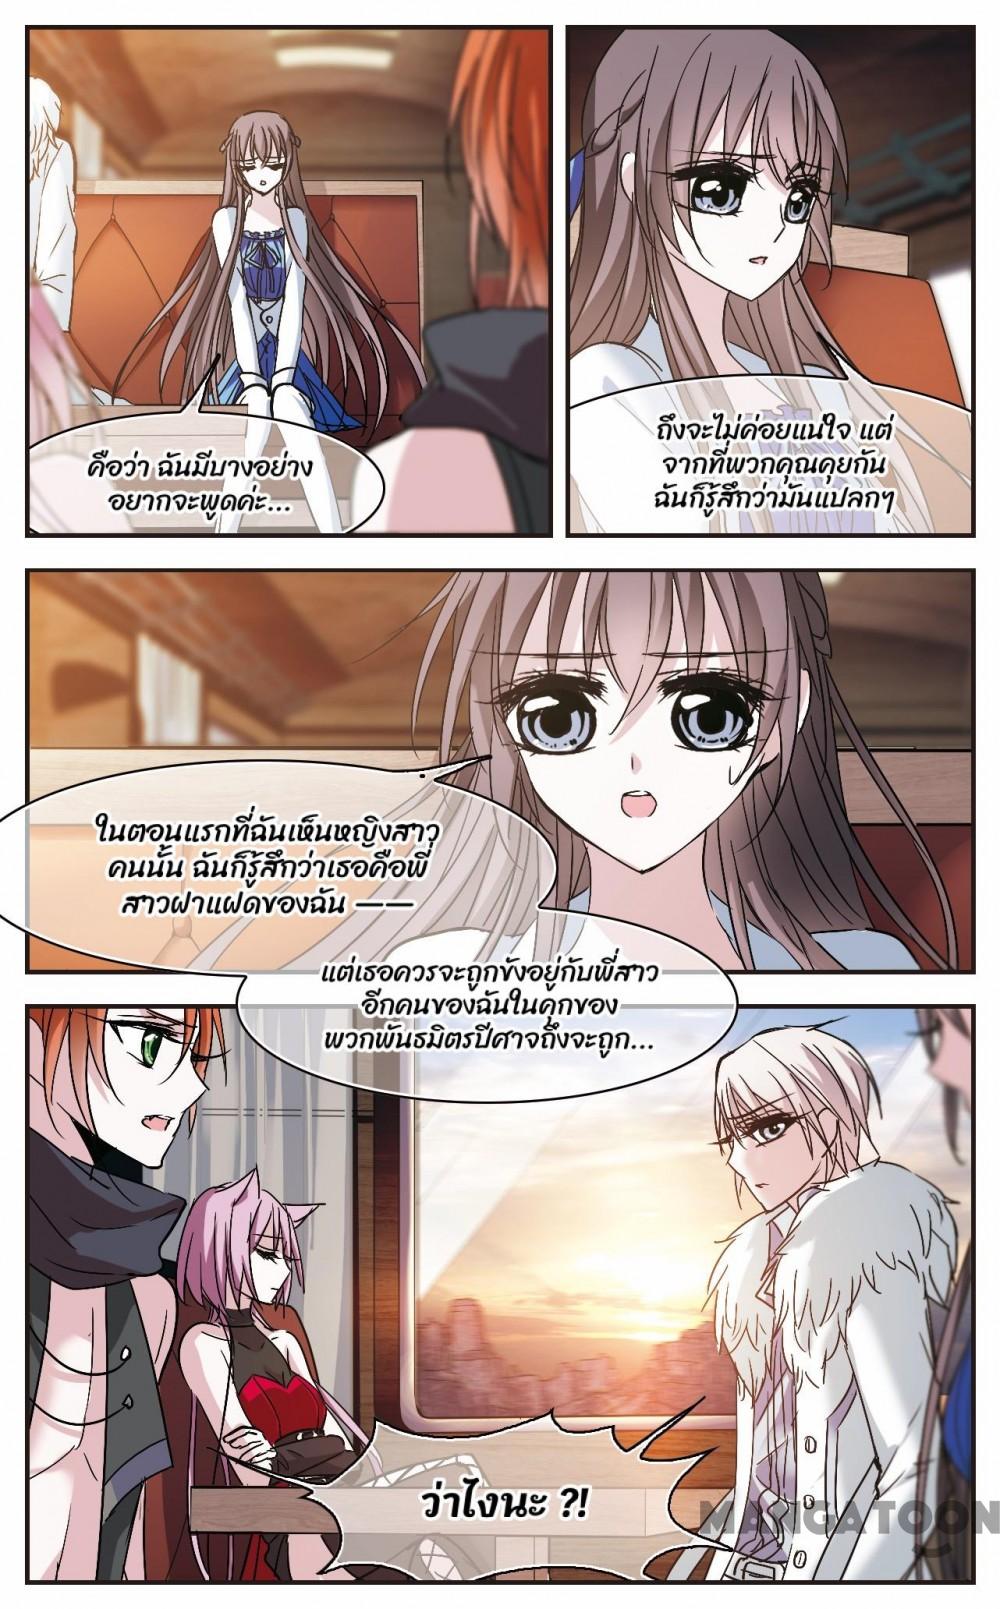 คือว่า ฉันมีบางอย่าง
อยากจะพูดค่ะ...
ถึงจะไม่ค่อยแน่ใจ แต่
จากที่พวกคุณคุยกัน
ฉันก็รู้สึกว่ามันแปลกๆ
ในตอนแรกที่ฉันเห็นหญิงสาว
คนนั้น ฉันก็รู้สึกว่าเธอคือพี่
สาวฝาแฝดของฉัน ——
แต่เธอควรจะถูกขังอยู่กับพี่สาว
อีกคนของฉันในคุกของ
พวกพันธมิตรปีศาจถึงจะถูก...
ว่าไงนะ ?!
MANGATOON